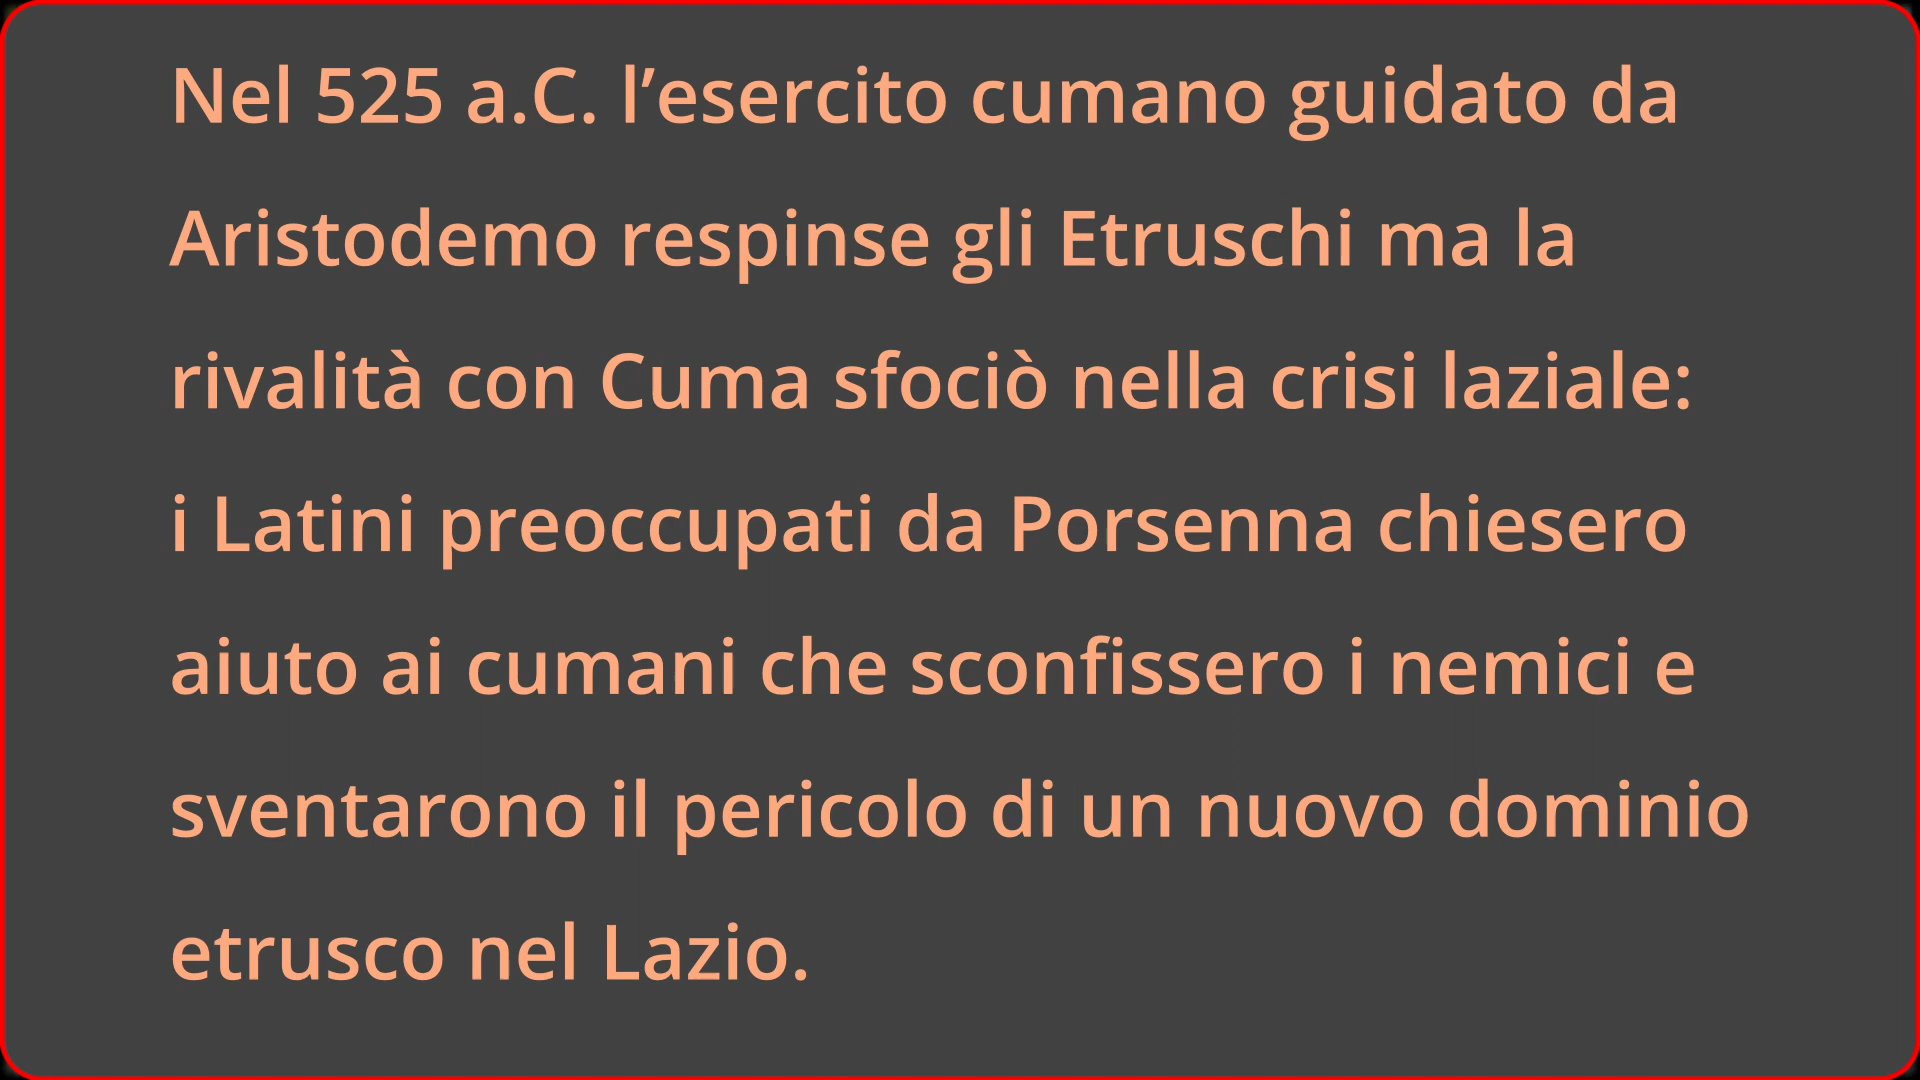 Nel 525 a.C. l’esercito cumano guidato da
Aristodemo respinse gli Etruschi ma la
rivalità con Cuma sfociò nella crisi laziale:
i Latini preoccupati da Porsenna chiesero
aiuto ai cumani che sconfissero i nemici e
sventarono il pericolo di un nuovo dominio
etrusco nel Lazio.